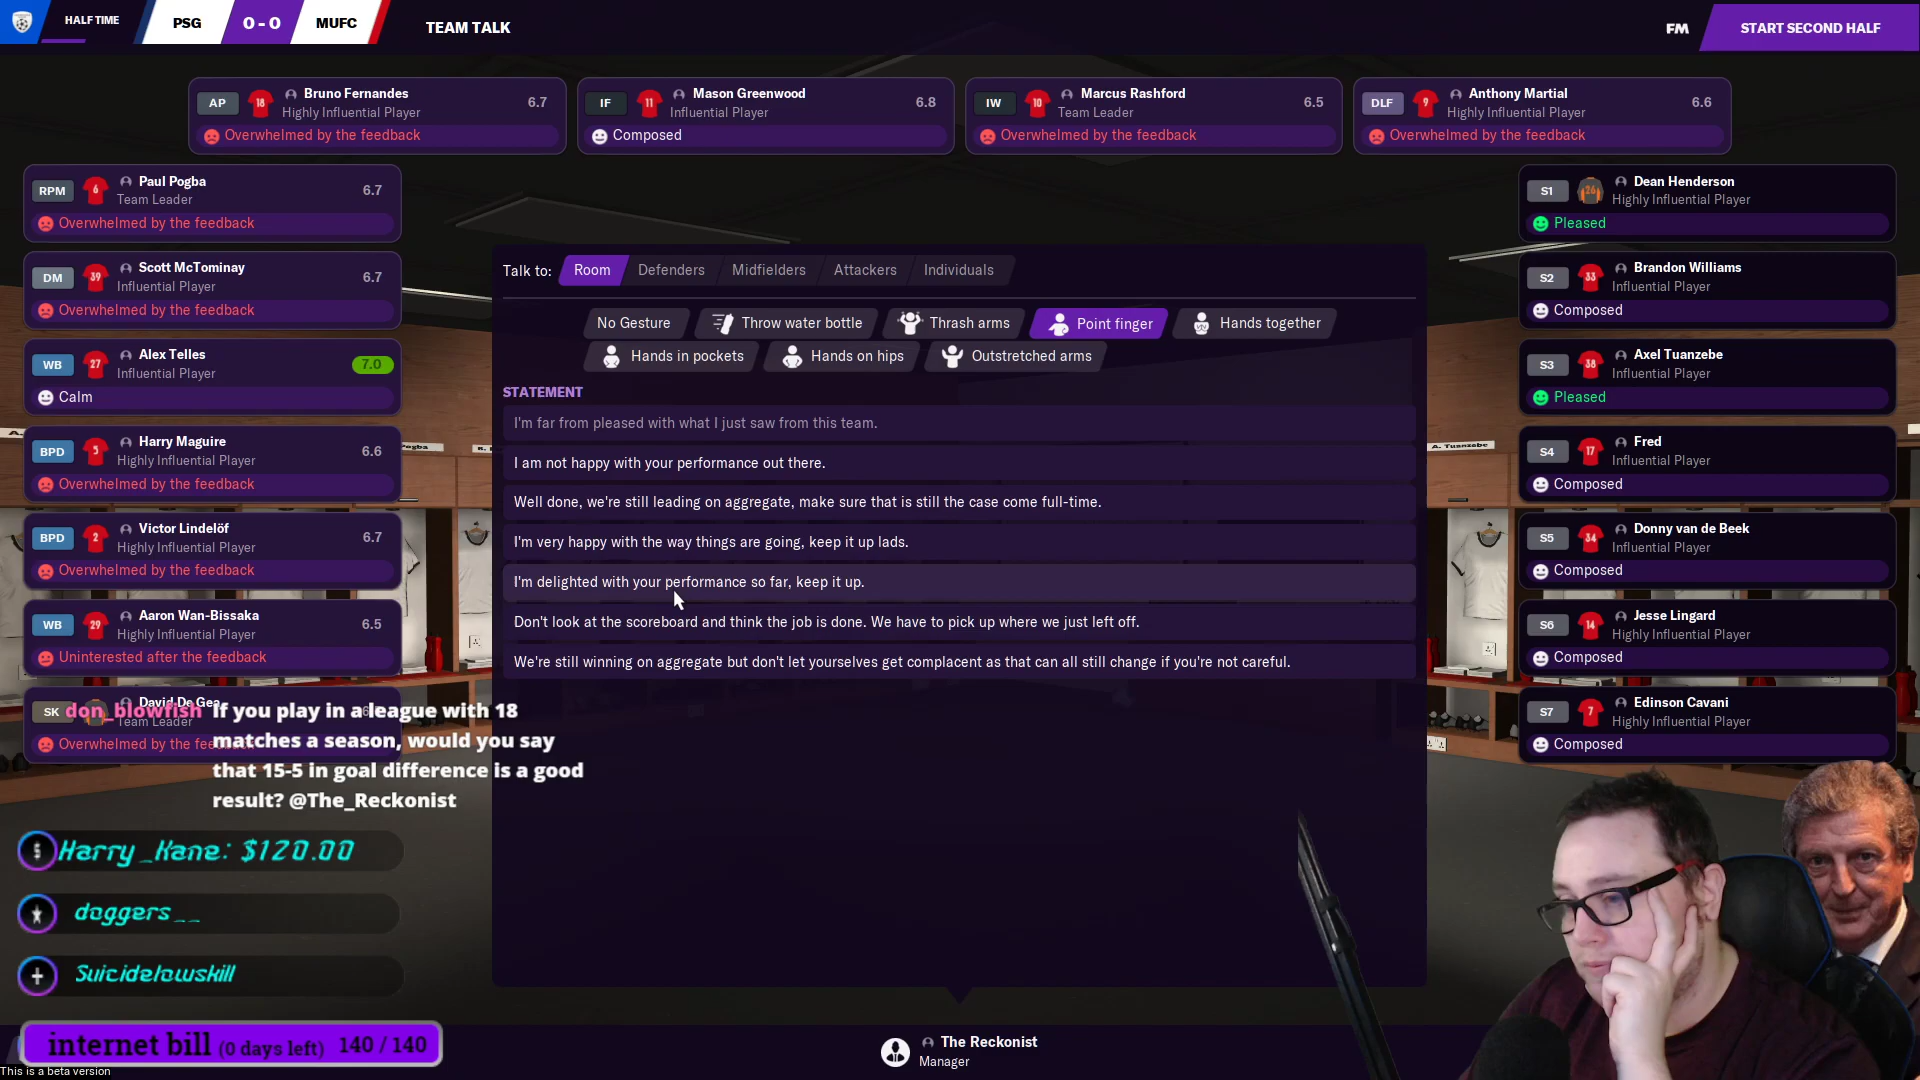 HALF TIME
PSG
0 - 0
MUFC
TEAM TALK
FM
START SECOND HALF
AP
18
Bruno Fernandes
Highly Influential Player
6.7
Overwhelmed by the feedback
IF
11
Mason Greenwood
Influential Player
6.8
Composed
IW
10
Marcus Rashford
Team Leader
6.5
Overwhelmed by the feedback
DLF
9
Anthony Martial
Highly Influential Player
6.6
Overwhelmed by the feedback
RPM
6
Paul Pogba
Team Leader
6.7
Overwhelmed by the feedback
DM
39
Scott McTominay
Influential Player
6.7
Overwhelmed by the feedback
WB
27
Alex Telles
Influential Player
7.0
Calm
BPD
5
Harry Maguire
Highly Influential Player
6.6
Overwhelmed by the feedback
BPD
2
Victor Lindelöf
Highly Influential Player
6.7
Overwhelmed by the feedback
WB
29
Aaron Wan-Bissaka
Highly Influential Player
6.5
Uninterested after the feedback
SK
David De Gea
Team Leader
Overwhelmed by the
Talk to:
Room
Defenders
Midfielders
Attackers
Individuals
No Gesture
Throw water bottle
Thrash arms
Point finger
Hands together
Hands in pockets
Hands on hips
Outstretched arms
STATEMENT
I'm far from pleased with what I just saw from this team.
I am not happy with your performance out there.
Well done, we're still leading on aggregate, make sure that is still the case come full-time.
I'm very happy with the way things are going, keep it up lads.
I'm delighted with your performance so far, keep it up.
Don't look at the scoreboard and think the job is done. We have to pick up where we just left off.
We're still winning on aggregate but don't let yourselves get complacent as that can all still change if you're not careful.
S1
26
Dean Henderson
Highly Influential Player
Pleased
S2
33
Brandon Williams
Influential Player
Composed
S3
38
Axel Tuanzebe
Influential Player
Pleased
A. Tuanzebe
S4
17
Fred
Influential Player
Composed
S5
34
Donny van de Beek
Influential Player
Composed
S6
14
Jesse Lingard
Highly Influential Player
Composed
S7
7
Edinson Cavani
Highly Influential Player
Composed
don_blowfish If you play in a league with 18
matches a season, would you say
that 15-5 in goal difference is a good
result? @The_Reckonist
Harry_Kane: $120.00
daggers__
Suicidelowskill
internet bill (0 days left) 140 / 140
This is a beta version
The Reckonist
Manager